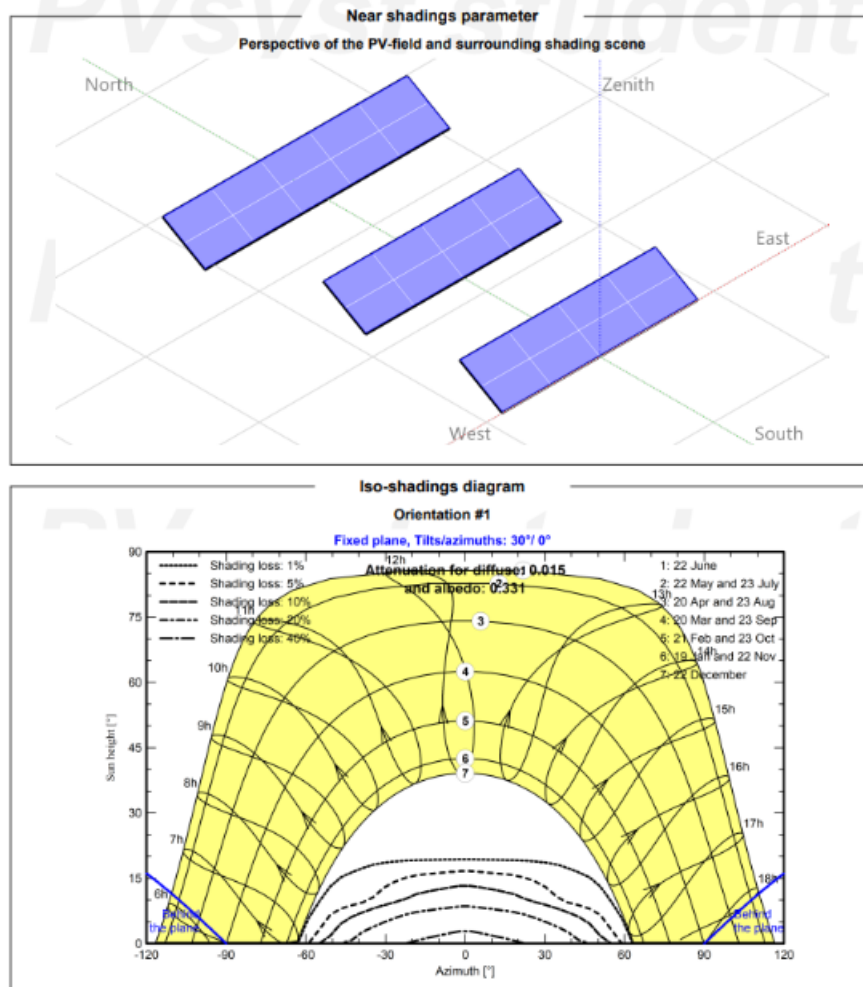 PVsyst student
Near shadings parameter
Perspective of the PV-field and surrounding shading scene
North
Zenith
East
West
South
Iso-shadings diagram
Orientation #1
Fixed plane, Tilts/azimuths: 30°/ 0°
Attenuation for diffuse: 0.015
and albedo: 0.331
Shading loss: 1%
Shading loss: 5%
Shading loss: 10%
Shading loss: 20%
Shading loss: 40%
1: 22 June
2: 22 May and 23 July
3: 20 Apr and 23 Aug
4: 20 Mar and 23 Sep
5: 21 Feb and 23 Oct
6: 19 Jan and 22 Nov
7: 22 December
90
75
60
45
30
15
0
Sun height [°]
6h
7h
8h
9h
10h
11h
12h
13h
14h
15h
16h
17h
18h
2
3
4
5
6
7
Behind
the plane
Behind
the plane
-120
-90
-60
-30
0
30
60
90
120
Azimuth [°]